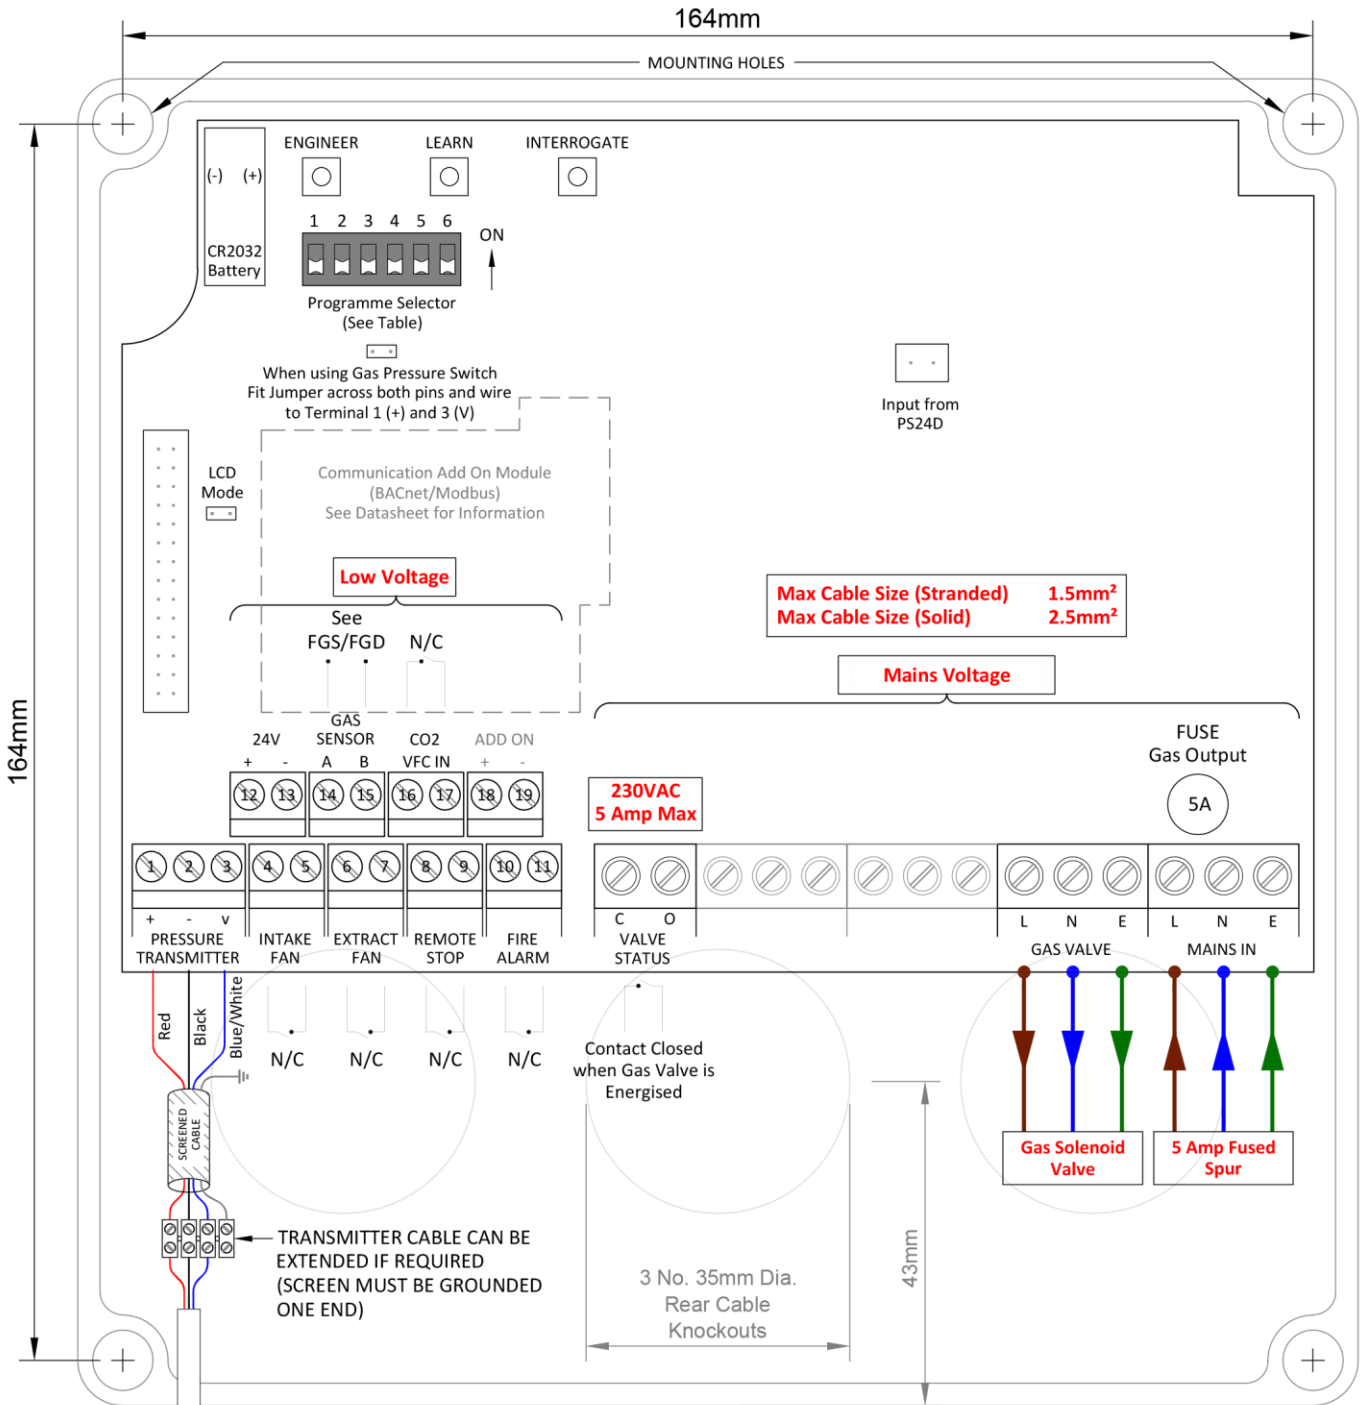 164mm
MOUNTING HOLES
ENGINEER
LEARN
INTERROGATE
(-) (+)
CR2032
Battery
1 2 3 4 5 6
ON
Programme Selector
(See Table)
When using Gas Pressure Switch
Fit Jumper across both pins and wire
to Terminal 1 (+) and 3 (V)
Input from
PS24D
LCD
Mode
Communication Add On Module
(BACnet/Modbus)
See Datasheet for Information
Low Voltage
Max Cable Size (Stranded) 1.5mm²
Max Cable Size (Solid) 2.5mm²
See
FGS/FGD
N/C
Mains Voltage
164mm
24V
+ -
GAS
SENSOR
A B
CO2
VFC IN
ADD ON
+ -
FUSE
Gas Output
5A
12 13 14 15 16 17 18 19
230VAC
5 Amp Max
1 2 3 4 5 6 7 8 9 10 11
+ - v
PRESSURE
TRANSMITTER
INTAKE
FAN
EXTRACT
FAN
REMOTE
STOP
FIRE
ALARM
C O
VALVE
STATUS
L N E
GAS VALVE
L N E
MAINS IN
Red
Black
Blue/White
N/C
N/C
N/C
N/C
Contact Closed
when Gas Valve is
Energised
SCREENED
CABLE
Gas Solenoid
Valve
5 Amp Fused
Spur
TRANSMITTER CABLE CAN BE
EXTENDED IF REQUIRED
(SCREEN MUST BE GROUNDED
ONE END)
3 No. 35mm Dia.
Rear Cable
Knockouts
43mm